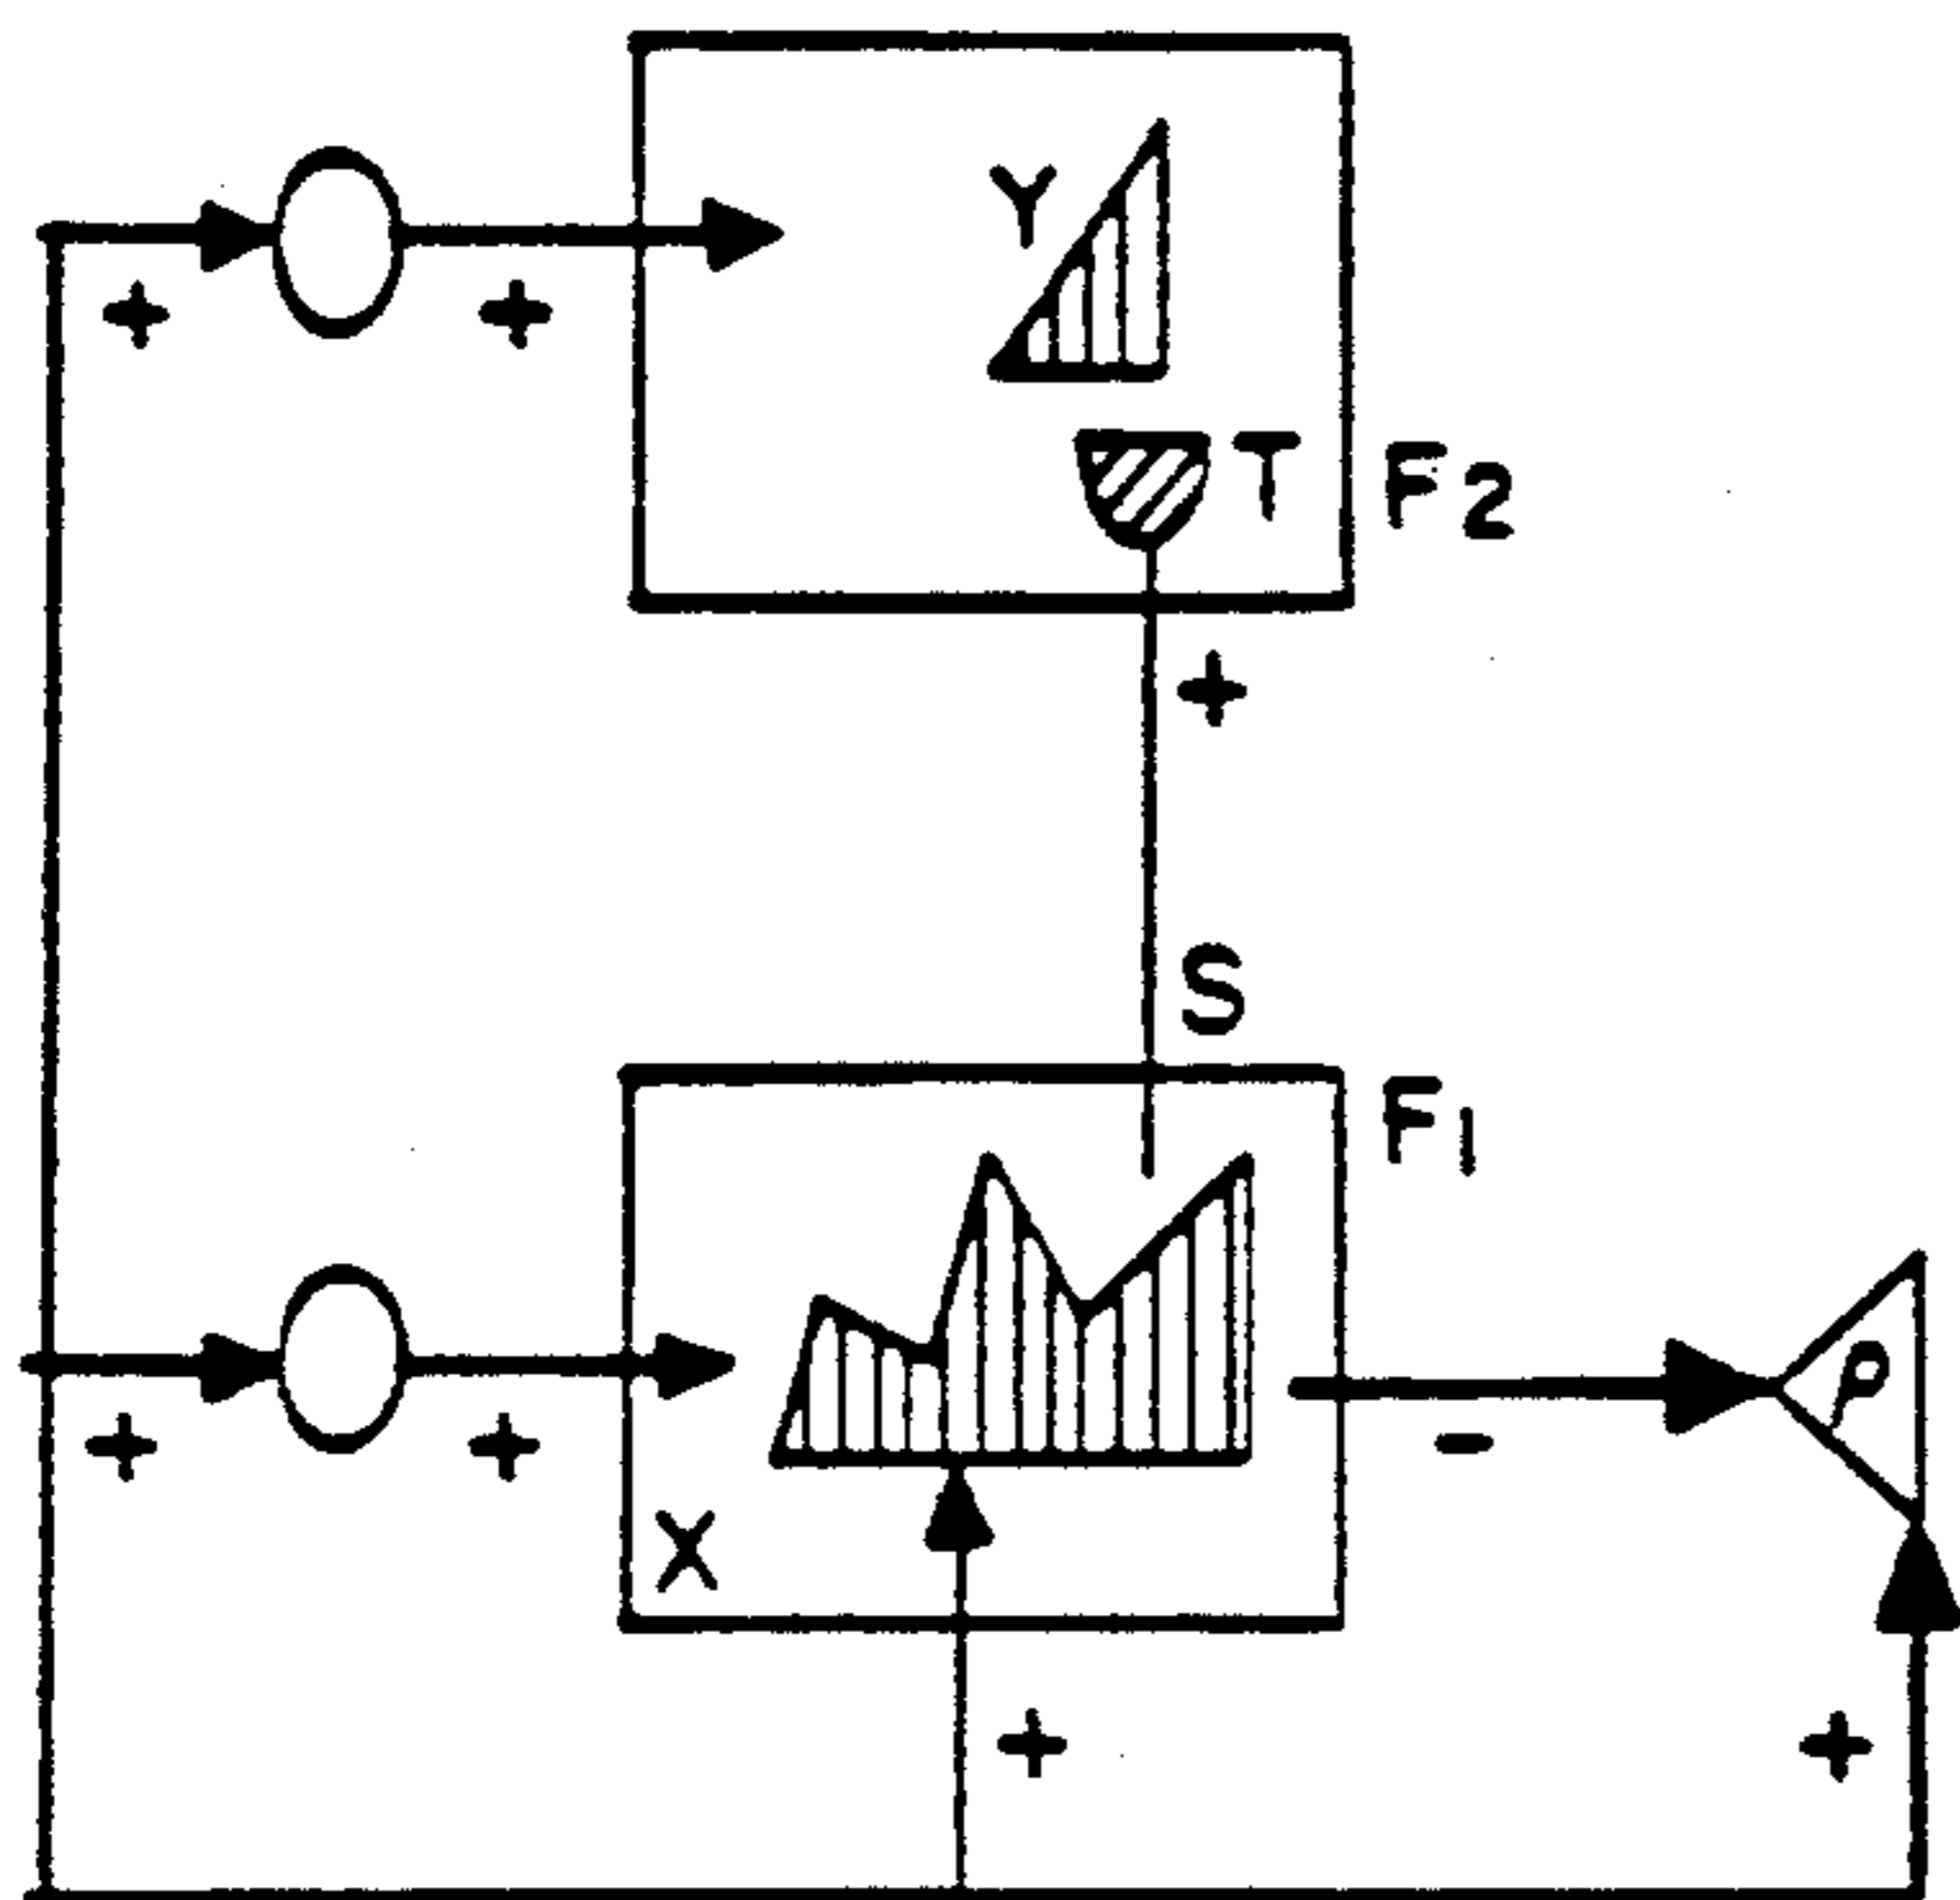 Y
+
+
T
F2
+
S
F1
ρ
+
+
-
X
+
+